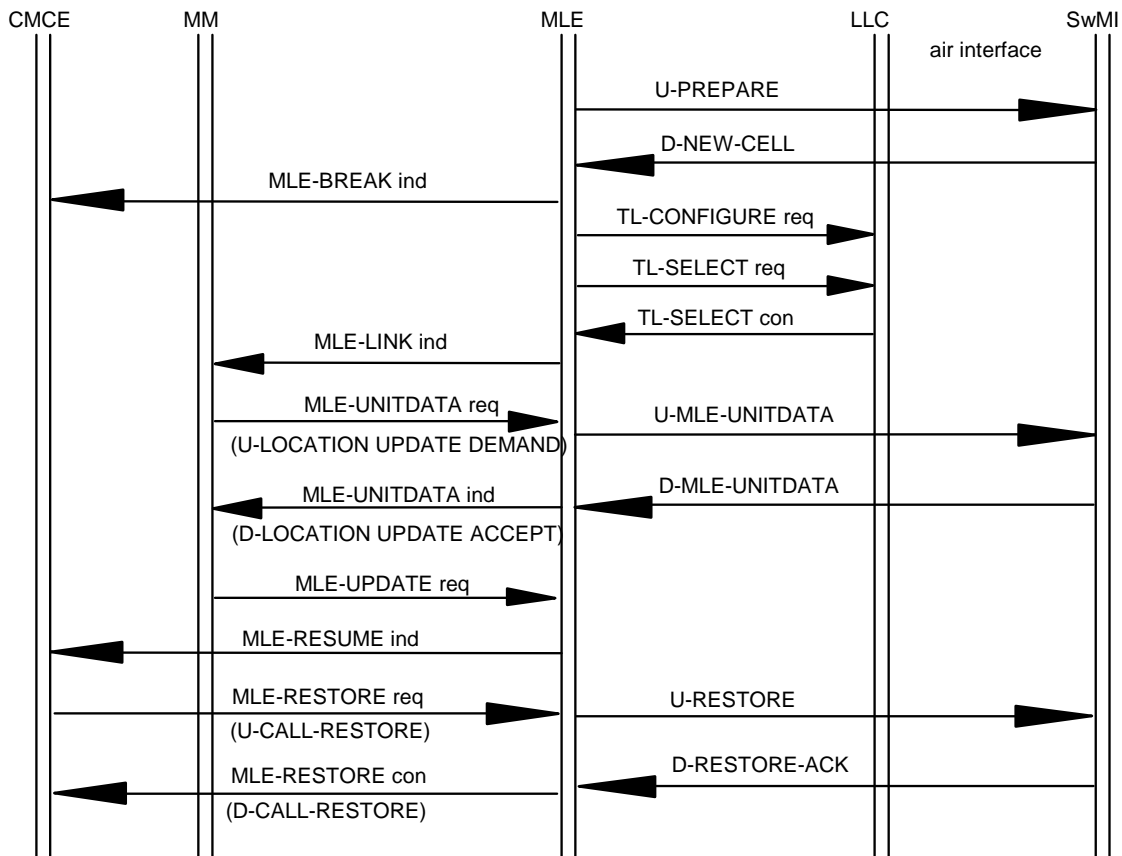 CMCE MM MLE LLC SwMI
air interface
U-PREPARE
D-NEW-CELL
MLE-BREAK ind
TL-CONFIGURE req
TL-SELECT req
TL-SELECT con
MLE-LINK ind
MLE-UNITDATA req
U-MLE-UNITDATA
(U-LOCATION UPDATE DEMAND)
D-MLE-UNITDATA
MLE-UNITDATA ind
(D-LOCATION UPDATE ACCEPT)
MLE-UPDATE req
MLE-RESUME ind
MLE-RESTORE req
U-RESTORE
(U-CALL-RESTORE)
D-RESTORE-ACK
MLE-RESTORE con
(D-CALL-RESTORE)